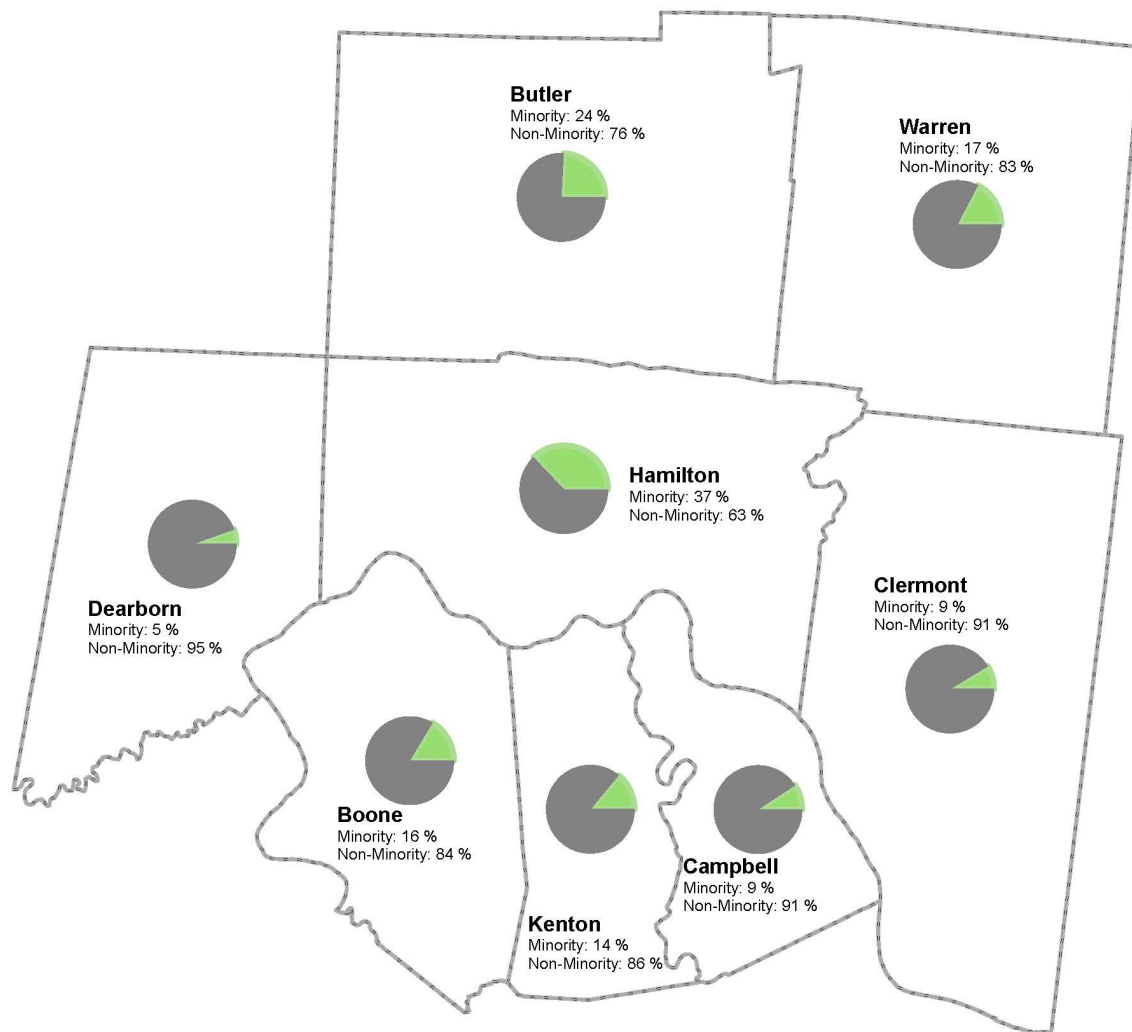 Butler
Minority: 24 %
Non-Minority: 76 %
Warren
Minority: 17 %
Non-Minority: 83 %
Hamilton
Minority: 37 %
Non-Minority: 63 %
Dearborn
Minority: 5 %
Non-Minority: 95 %
Clermont
Minority: 9 %
Non-Minority: 91 %
Boone
Minority: 16 %
Non-Minority: 84 %
Kenton
Minority: 14 %
Non-Minority: 86 %
Campbell
Minority: 9 %
Non-Minority: 91 %